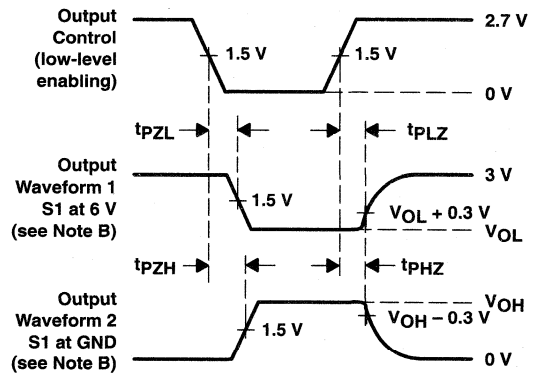 Output
Control
(low-level
enabling)
1.5 V
1.5 V
2.7 V
0 V
tPZL
tPLZ
Output
Waveform 1
S1 at 6 V
(see Note B)
1.5 V
3 V
VOL + 0.3 V
VOL
tPZH
tPHZ
Output
Waveform 2
S1 at GND
(see Note B)
1.5 V
VOH
VOH – 0.3 V
0 V